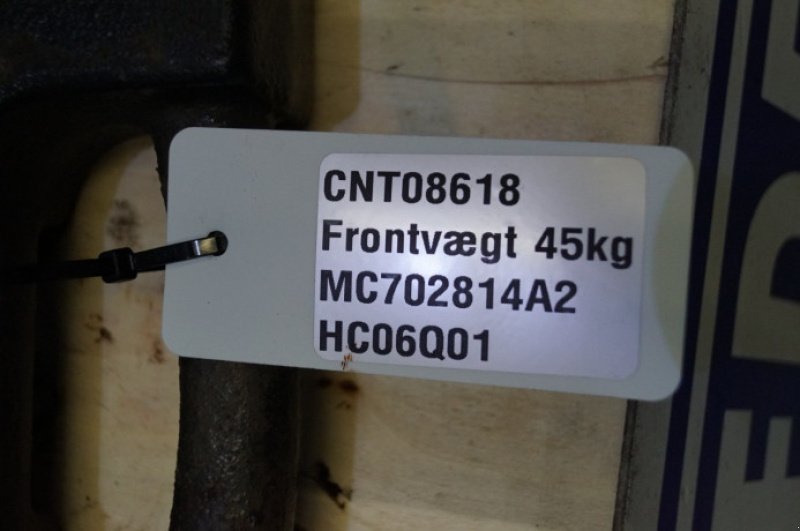 CNT08618
Frontvægt 45kg
MC702814A2
HC06Q01